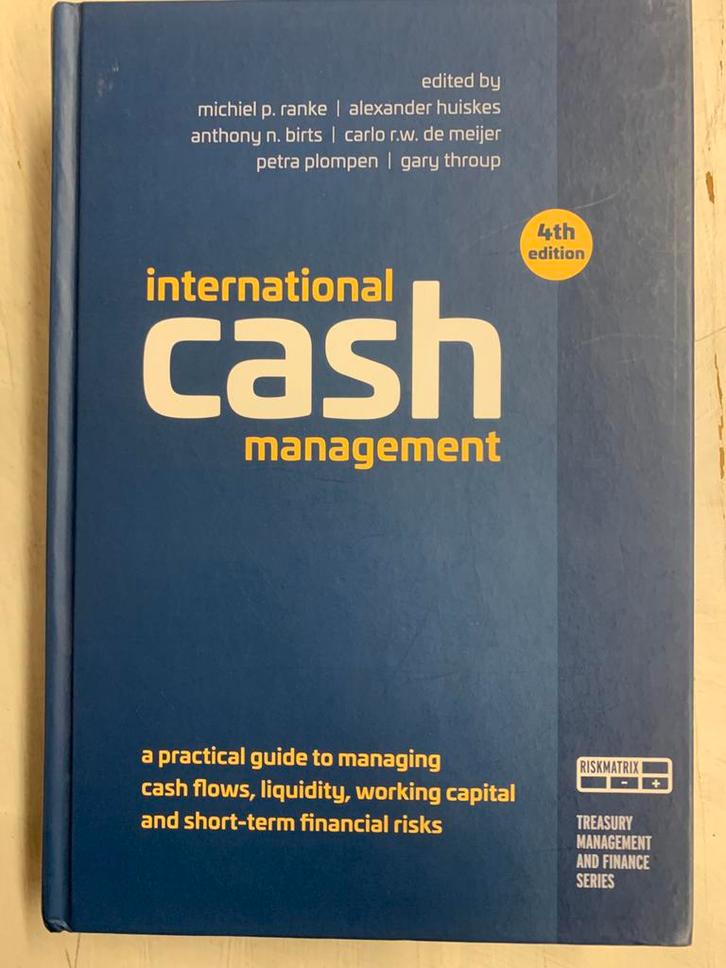 edited by
michiel p. ranke | alexander huiskes
anthony n. birts | carlo r.w. de meijer
petra plompen | gary throup
4th
edition
international
cash
management
a practical guide to managing
cash flows, liquidity, working capital
and short-term financial risks
RISKMATRIX
- +
TREASURY
MANAGEMENT
AND FINANCE
SERIES